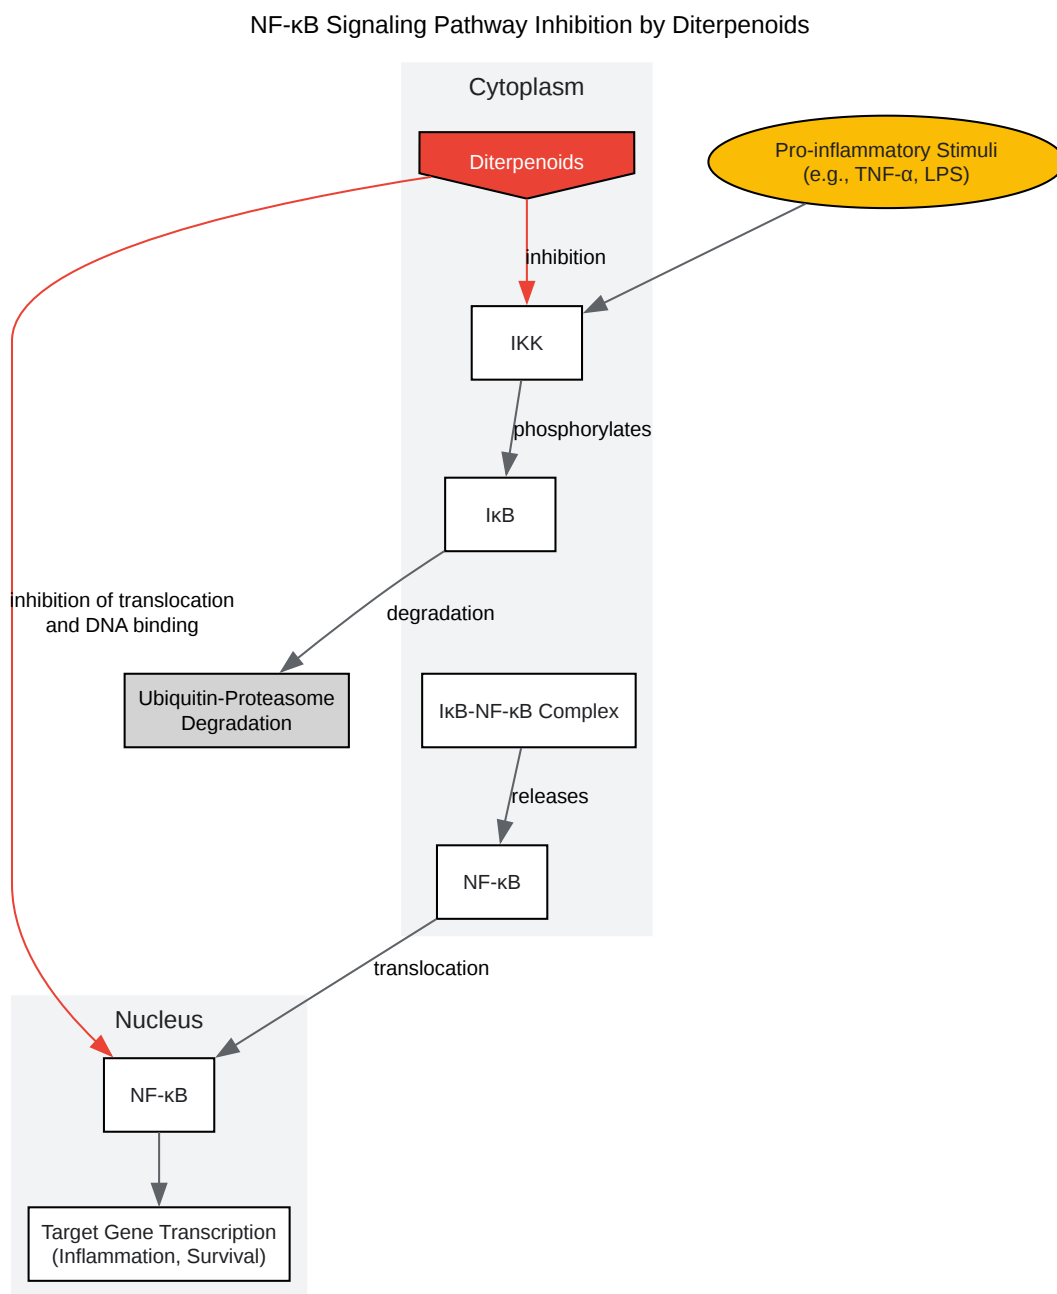 NF-κB Signaling Pathway Inhibition by Diterpenoids
Cytoplasm
Diterpenoids
Pro-inflammatory Stimuli
(e.g., TNF-α, LPS)
inhibition
IKK
phosphorylates
IκB
inhibition of translocation
and DNA binding
degradation
Ubiquitin-Proteasome
Degradation
IκB-NF-κB Complex
releases
NF-κB
translocation
Nucleus
NF-κB
Target Gene Transcription
(Inflammation, Survival)